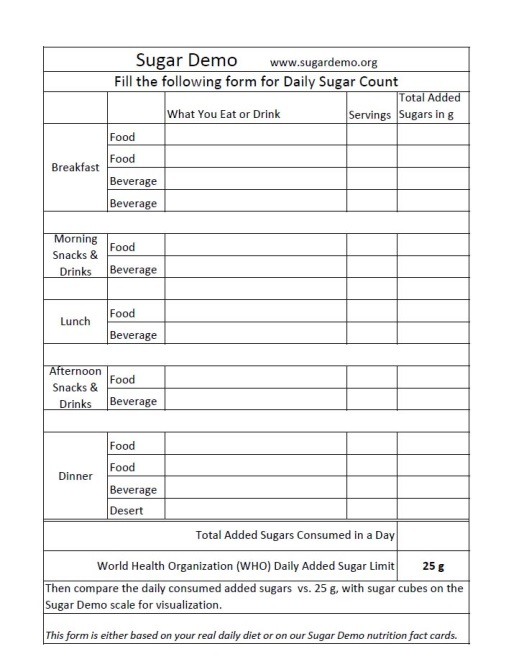 Sugar Demo www.sugardemo.org
Fill the following form for Daily Sugar Count
What You Eat or Drink Servings Total Added Sugars in g
Breakfast
Food
Food
Beverage
Beverage
Morning Snacks & Drinks
Food
Beverage
Lunch
Food
Beverage
Afternoon Snacks & Drinks
Food
Beverage
Dinner
Food
Food
Beverage
Desert
Total Added Sugars Consumed in a Day
World Health Organization (WHO) Daily Added Sugar Limit 25 g
Then compare the daily consumed added sugars vs. 25 g, with sugar cubes on the
Sugar Demo scale for visualization.
This form is either based on your real daily diet or on our Sugar Demo nutrition fact cards.